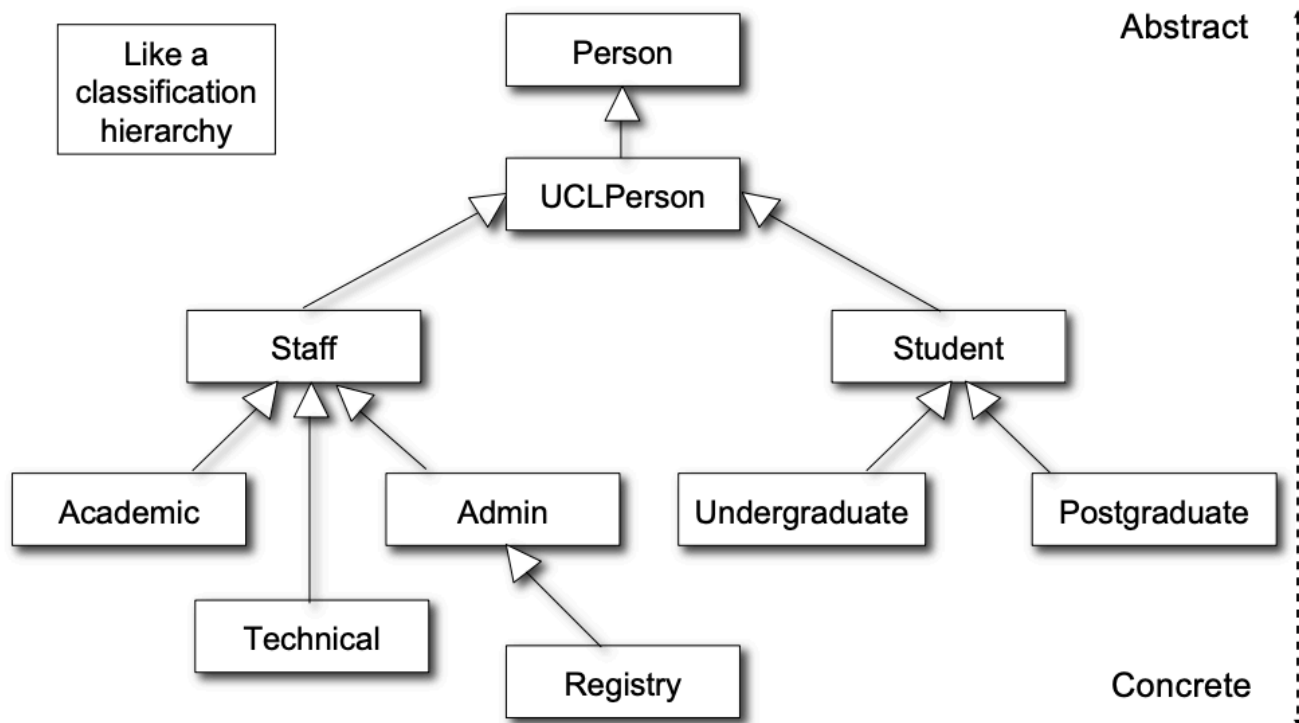 Like a
classification
hierarchy
Person
Abstract
UCLPerson
Staff
Student
Academic
Admin
Undergraduate
Postgraduate
Technical
Registry
Concrete